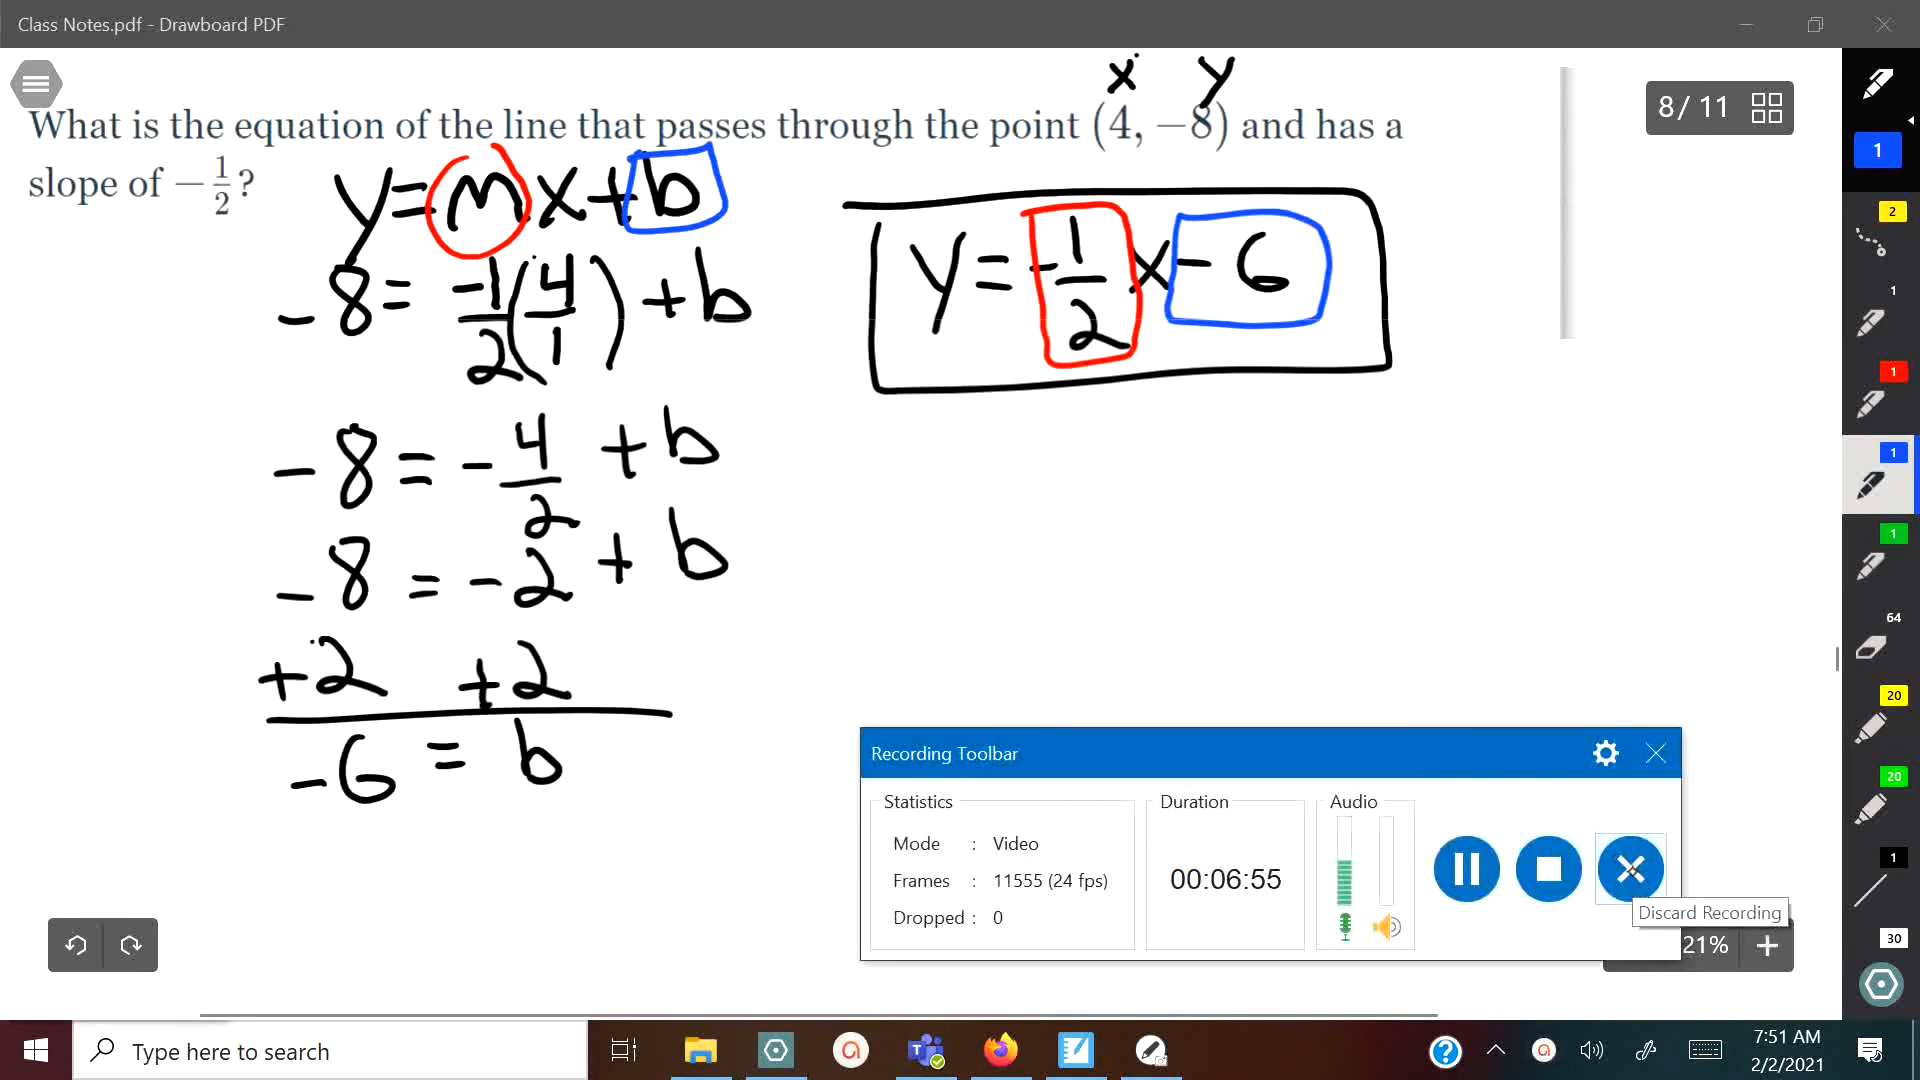 Class Notes.pdf - Drawboard PDF
x y
What is the equation of the line that passes through the point (4, −8) and has a
slope of −1/2?
y=mx+b
-8= -1/2(4/1)+b
-8=-4/2+b
-8=-2+b
+2 +2
-6=b
y=-1/2x-6
8/ 11
1
2
1
1
1
1
64
20
20
1
30
Recording Toolbar
Statistics
Mode : Video
Frames : 11555 (24 fps)
Dropped : 0
Duration
00:06:55
Audio
Discard Recording
21%
Type here to search
7:51 AM
2/2/2021